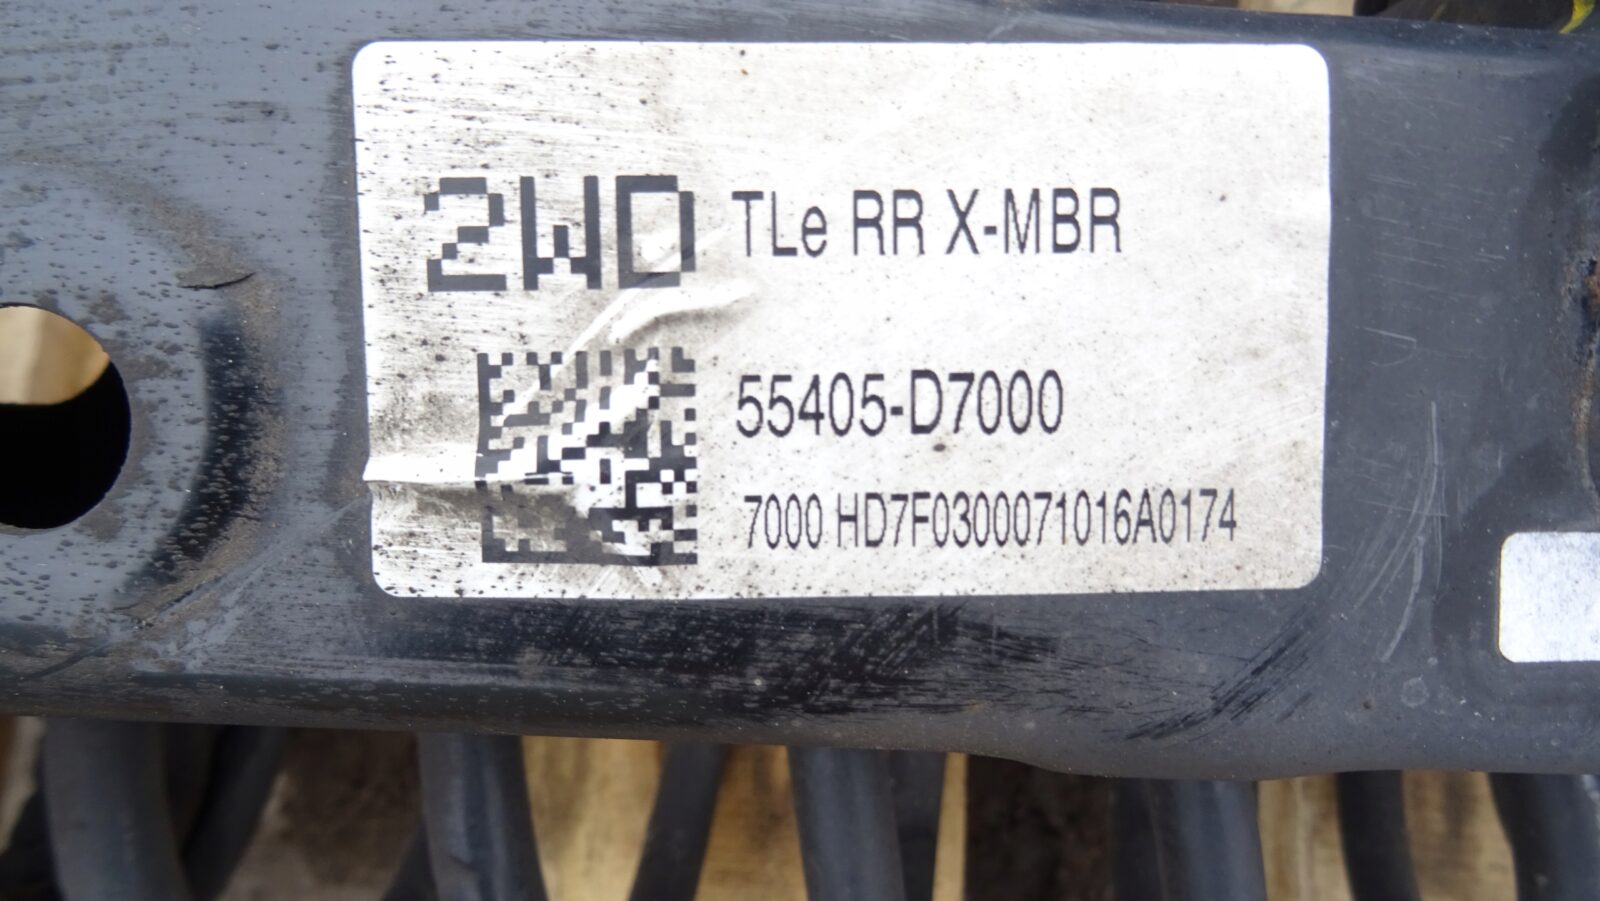 2WD TLe RR X-MBR
55405-D7000
7000 HD7F0300071016A0174